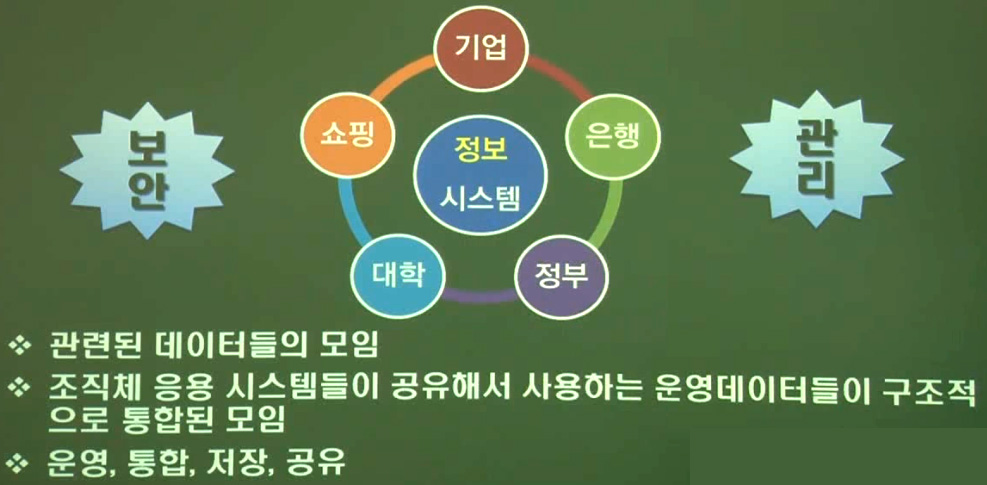 기업
쇼핑
은행
정보
시스템
대학
정부
보안
관리
❖ 관련된 데이터들의 모임
❖ 조직체 응용 시스템들이 공유해서 사용하는 운영데이터들이 구조적
으로 통합된 모임
❖ 운영, 통합, 저장, 공유